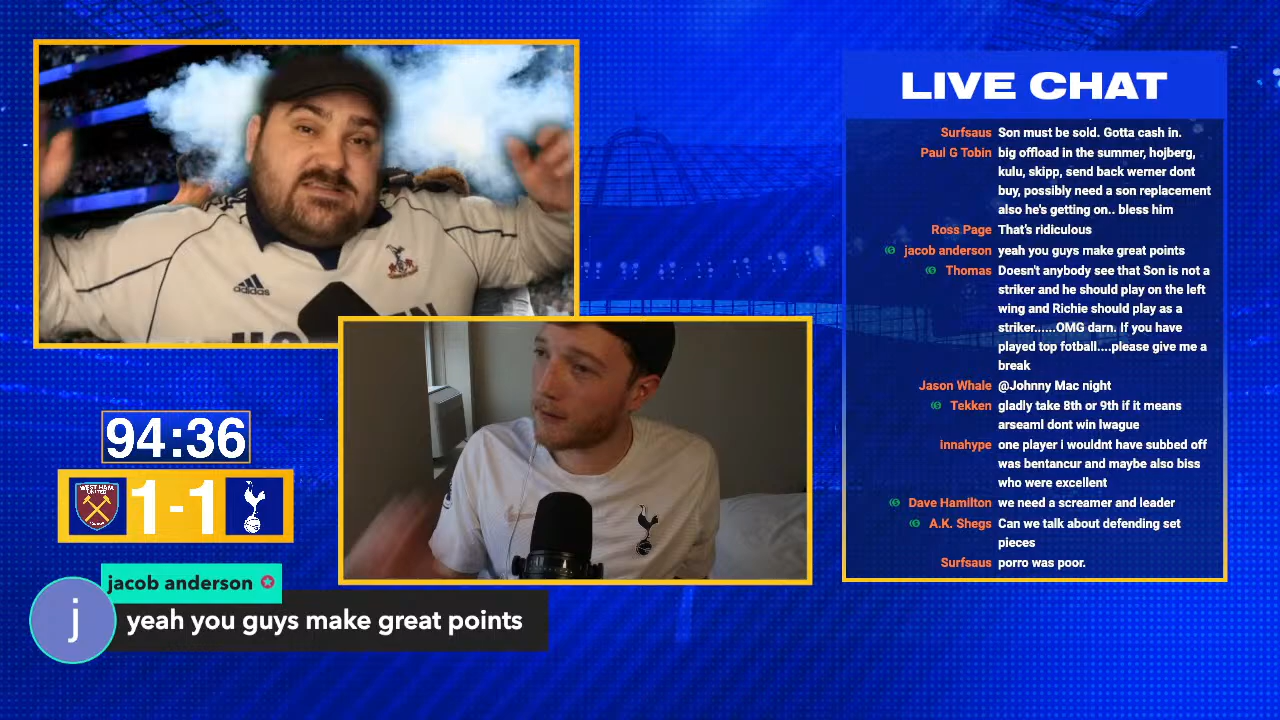 LIVE CHAT
Surfsaus Son must be sold. Gotta cash in.
Paul G Tobin big offload in the summer, hojberg,
kulu, skipp, send back werner dont
buy, possibly need a son replacement
also he's getting on.. bless him
Ross Page That's ridiculous
jacob anderson yeah you guys make great points
Thomas Doesn't anybody see that Son is not a
striker and he should play on the left
wing and Richie should play as a
striker......OMG darn. If you have
played top fotball....please give me a
break
Jason Whale @Johnny Mac night
Tekken gladly take 8th or 9th if it means
arseaml dont win lwague
innahype one player i wouldnt have subbed off
was bentancur and maybe also biss
who were excellent
Dave Hamilton we need a screamer and leader
A.K. Shegs Can we talk about defending set
pieces
Surfsaus porro was poor.
adidas
94:36
WEST HAM
UNITED
1-1
jacob anderson
j
yeah you guys make great points